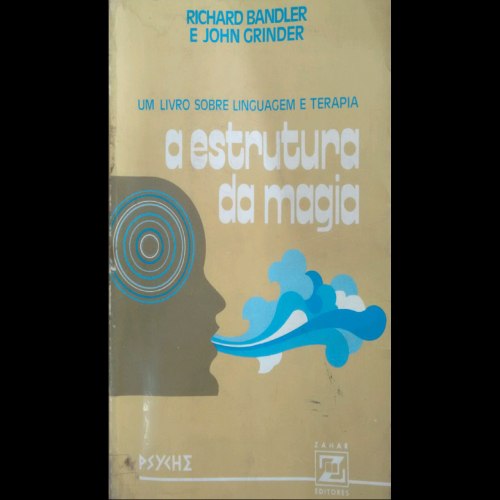 RICHARD BANDLER
E JOHN GRINDER
UM LIVRO SOBRE LINGUAGEM E TERAPIA
a estrutura
da magia
PSYCHE
ZAHAR
EDITORES